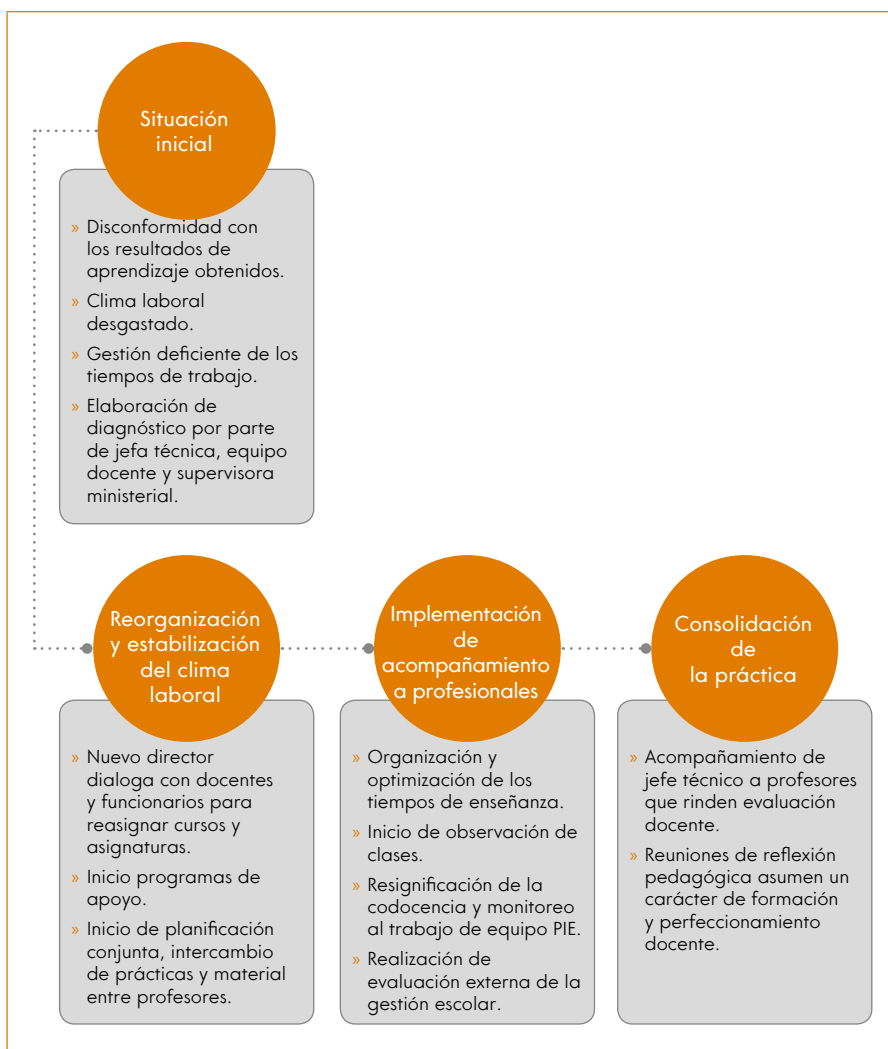 Situación
inicial
» Disconformidad con
los resultados de
aprendizaje obtenidos.
» Clima laboral
desgastado.
» Gestión deficiente de los
tiempos de trabajo.
» Elaboración de
diagnóstico por parte
de jefa técnica, equipo
docente y supervisora
ministerial.
Reorganización
y estabilización
del clima
laboral
» Nuevo director
dialoga con docentes
y funcionarios para
reasignar cursos y
asignaturas.
» Inicio programas de
apoyo.
» Inicio de planificación
conjunta, intercambio
de prácticas y material
entre profesores.
Implementación
de
acompañamiento
a profesionales
» Organización y
optimización de los
tiempos de enseñanza.
» Inicio de observación de
clases.
» Resignificación de la
codocencia y monitoreo
al trabajo de equipo PIE.
» Realización de
evaluación externa de la
gestión escolar.
Consolidación
de
la práctica
» Acompañamiento de
jefe técnico a profesores
que rinden evaluación
docente.
» Reuniones de reflexión
pedagógica asumen un
carácter de formación
y perfeccionamiento
docente.